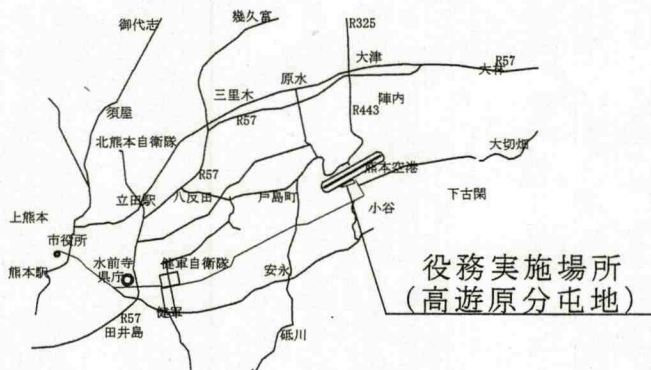 御代志
幾久富
R325
大津
R57
大林
原水
三里木
陣内
須屋
R57
R443
北熊本自衛隊
大切畑
R57
熊本空港
立田駅
八反田
戸島町
下古閑
上熊本
小谷
市役所
水前寺
県庁
健軍自衛隊
熊本駅
安永
役務実施場所
(高遊原分屯地)
R57
健軍
田井島
砥川